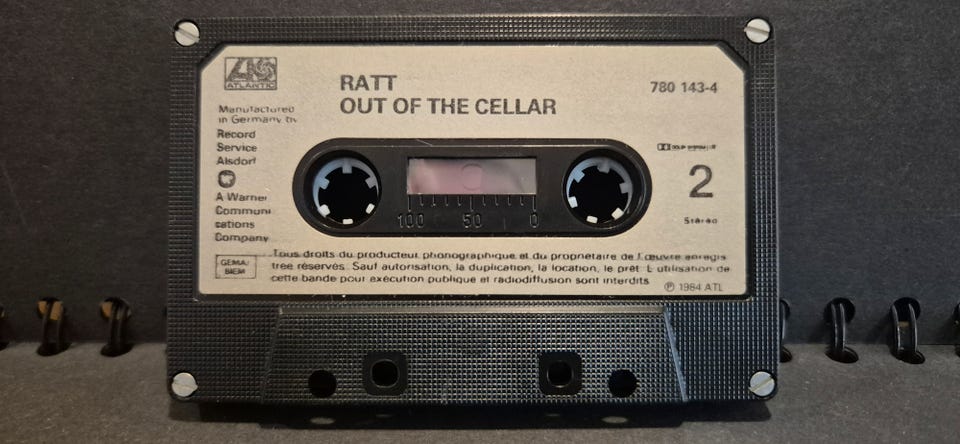 ATLANTIC
RATT
OUT OF THE CELLAR
780 143-4
Manufactured
in Germany by
Record
Service
Alsdorf
A Warner
Communi
cations
Company
GEMA/
BIEM
100 50 0
DOLBY SYSTEM
2
Stereo
Tous droits du producteur phonographique et du propriétaire de l'œuvre enregis
trée réservés. Sauf autorisation, la duplication, la location, le prêt. L utilisation de
cette bande pour exécution publique et radiodiffusion sont interdits
℗ 1984 ATL